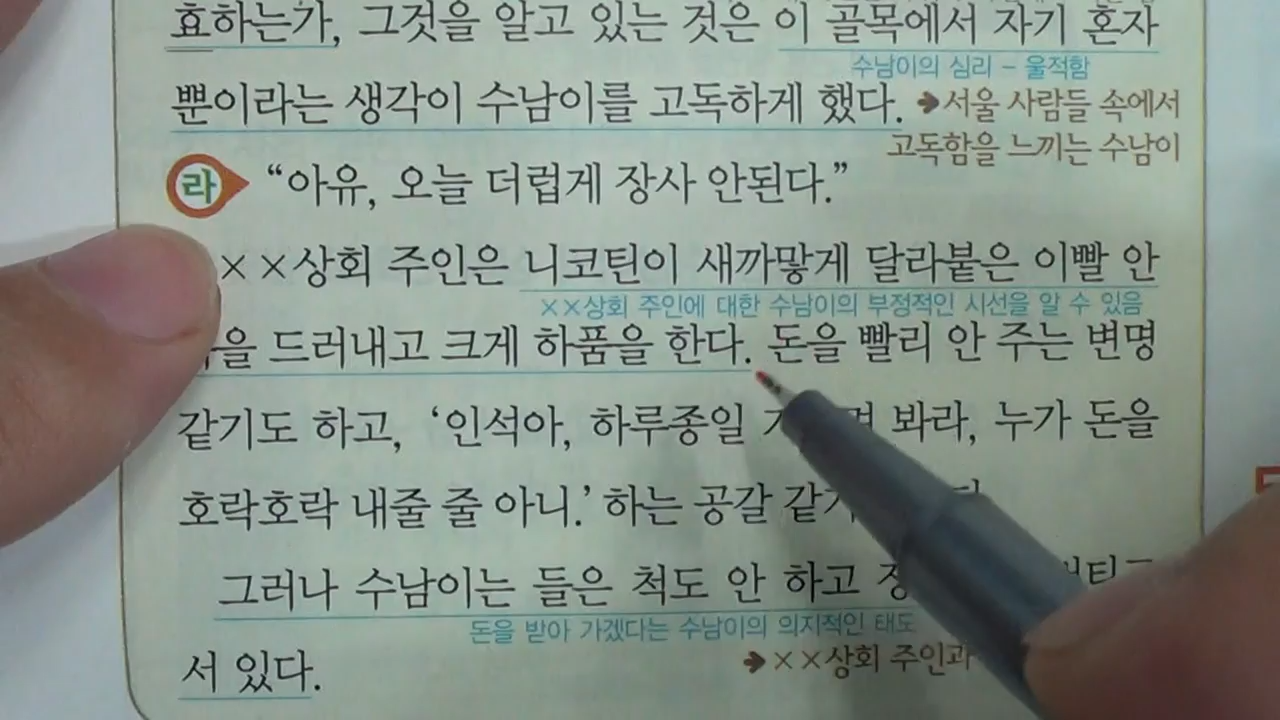 효하는가, 그것을 알고 있는 것은 이 골목에서 자기 혼자
수남이의 심리 – 울적함
뿐이라는 생각이 수남이를 고독하게 했다. ➔서울 사람들 속에서
고독함을 느끼는 수남이
라 “아유, 오늘 더럽게 장사 안된다.”
××상회 주인은 니코틴이 새까맣게 달라붙은 이빨 안
××상회 주인에 대한 수남이의 부정적인 시선을 알 수 있음
드러내고 크게 하품을 한다. 돈을 빨리 안 주는 변명
같기도 하고, ‘인석아, 하루종일 봐라, 누가 돈을
호락호락 내줄 줄 아니.’ 하는 공갈
그러나 수남이는 들은 척도 안 하고
돈을 받아 가겠다는 수남이의 의지적인 태도
서 있다.
➔××상회 주인과